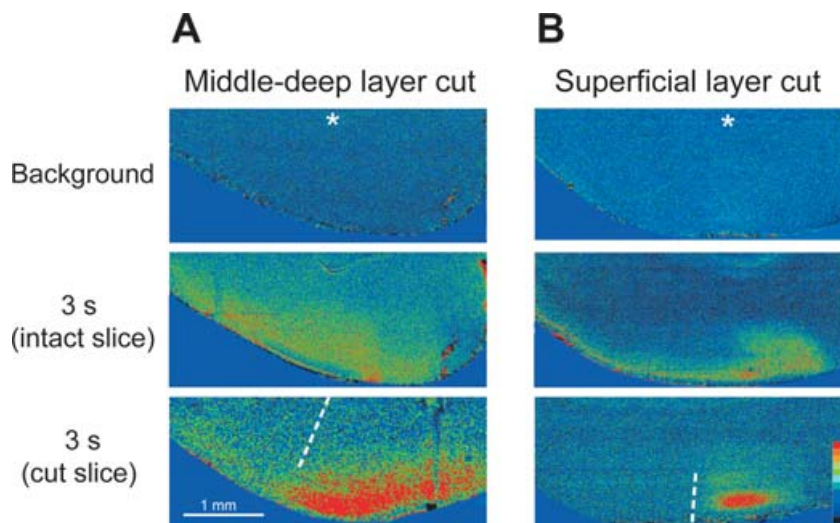 A
B
Middle-deep layer cut
Superficial layer cut
*
*
Background
3 s
(intact slice)
3 s
(cut slice)
1 mm